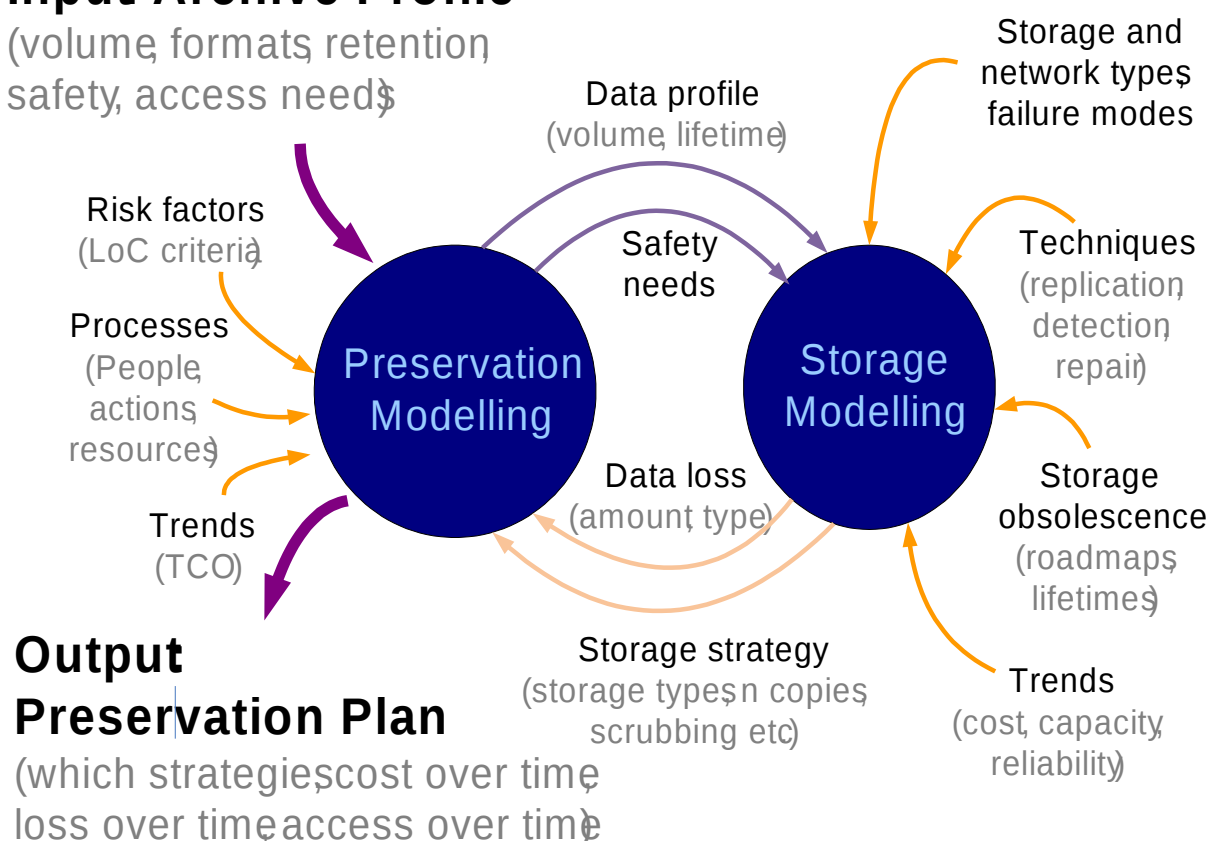 Input Archive Profile
(volume, formats, retention,
safety, access needs)
Storage and
network types,
failure modes
Data profile
(volume, lifetime)
Risk factors
(LoC criteria)
Safety
needs
Techniques
(replication,
detection,
repair)
Processes
(People,
actions,
resources)
Preservation
Modelling
Storage
Modelling
Data loss
(amount, type)
Storage
obsolescence
(roadmaps,
lifetimes)
Trends
(TCO)
Output:
Preservation Plan
(which strategies, cost over time,
loss over time, access over time)
Storage strategy
(storage types, n copies,
scrubbing etc)
Trends
(cost, capacity,
reliability)